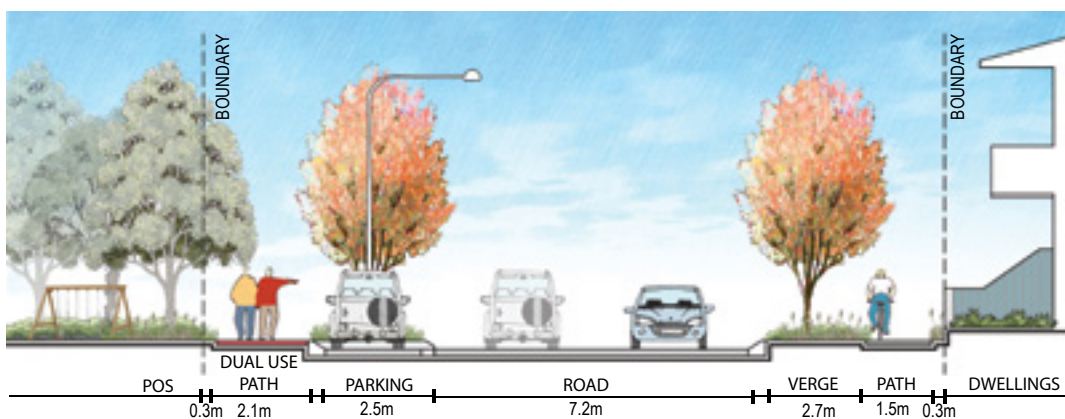 BOUNDARY
BOUNDARY
DUAL USE
POS PATH PARKING ROAD VERGE PATH DWELLINGS
0.3m 2.1m 2.5m 7.2m 2.7m 1.5m 0.3m